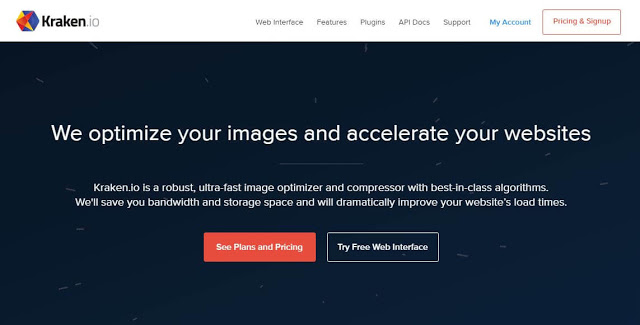 Kraken.io
Web Interface Features Plugins API Docs Support My Account Pricing & Signup
We optimize your images and accelerate your websites
Kraken.io is a robust, ultra-fast image optimizer and compressor with best-in-class algorithms.
We'll save you bandwidth and storage space and will dramatically improve your website's load times.
See Plans and Pricing Try Free Web Interface